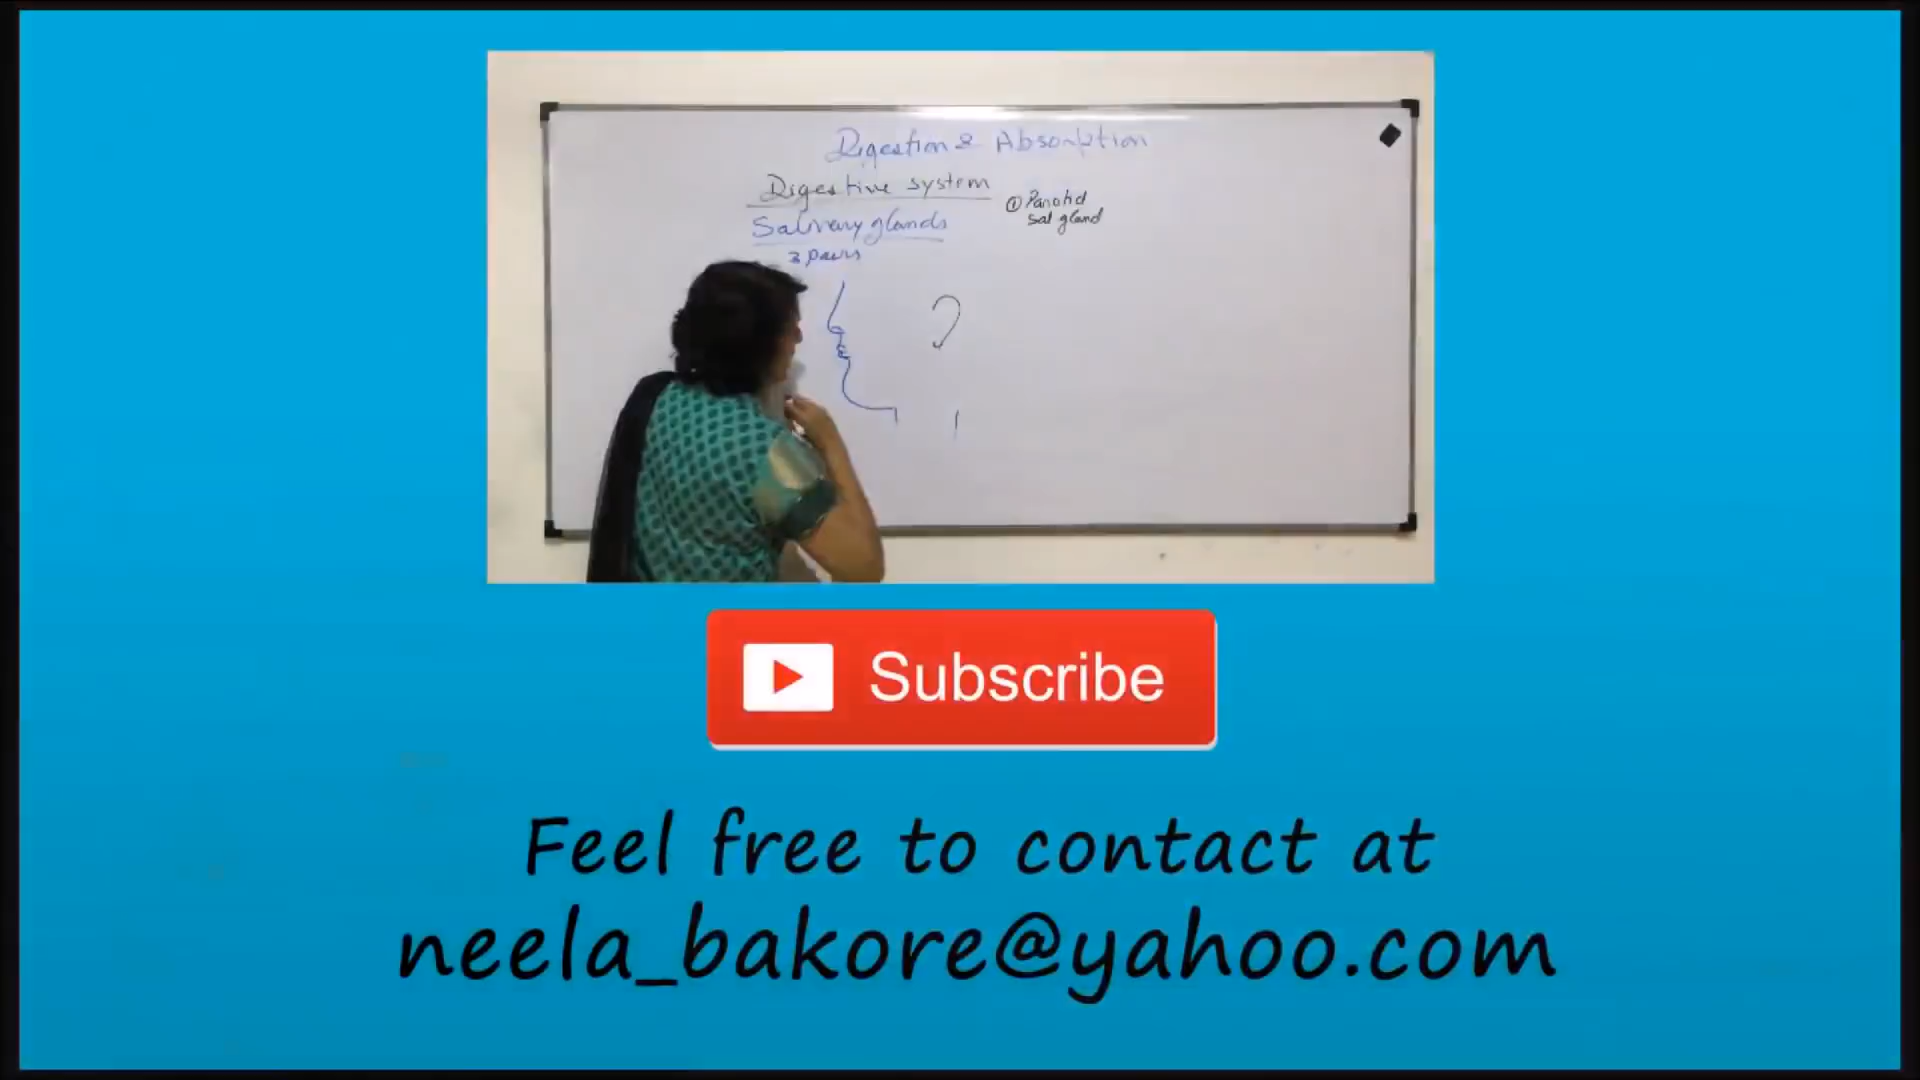 Digestion & Absorption
Digestive system
① Parotid
sal gland
Salivary glands
3 pairs
Subscribe
Feel free to contact at
neela_bakore@yahoo.com